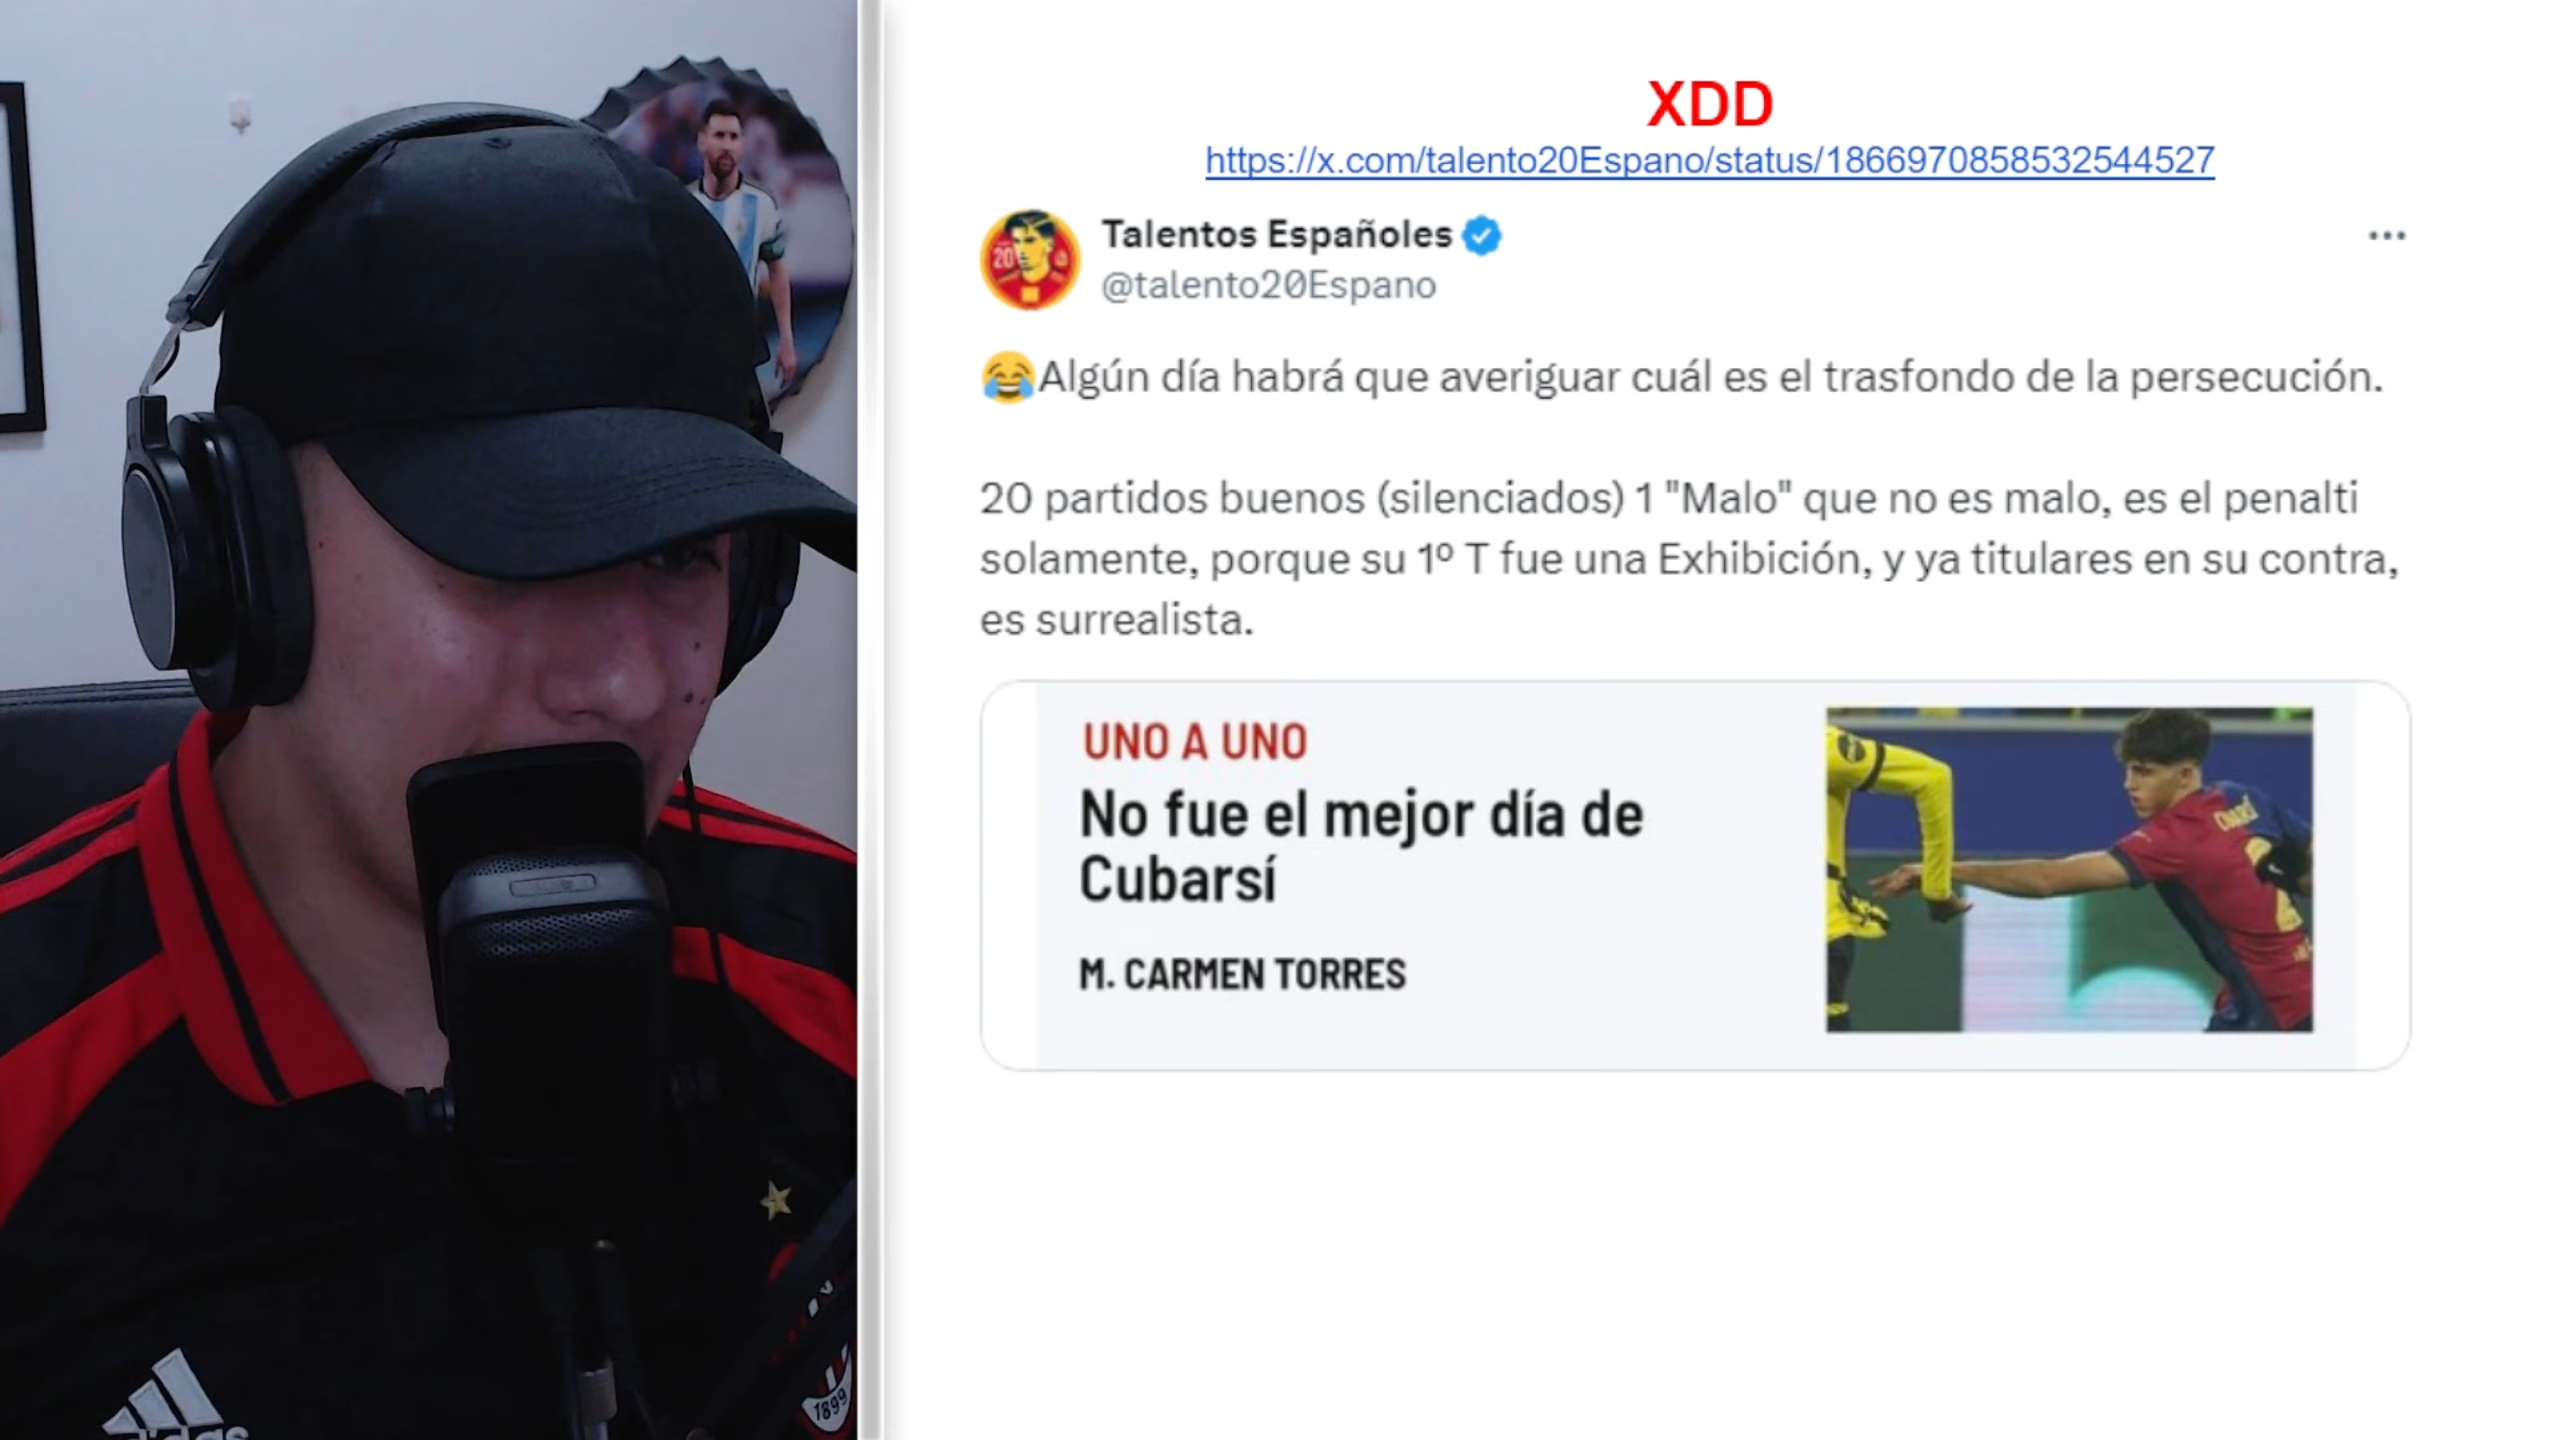 XDD
https://x.com/talento20Espano/status/1866970858532544527
Talentos Españoles
@talento20Espano
😂Algún día habrá que averiguar cuál es el trasfondo de la persecución.
20 partidos buenos (silenciados) 1 "Malo" que no es malo, es el penalti
solamente, porque su 1º T fue una Exhibición, y ya titulares en su contra,
es surrealista.
UNO A UNO
No fue el mejor día de
Cubarsí
M. CARMEN TORRES
20
adidas
1899